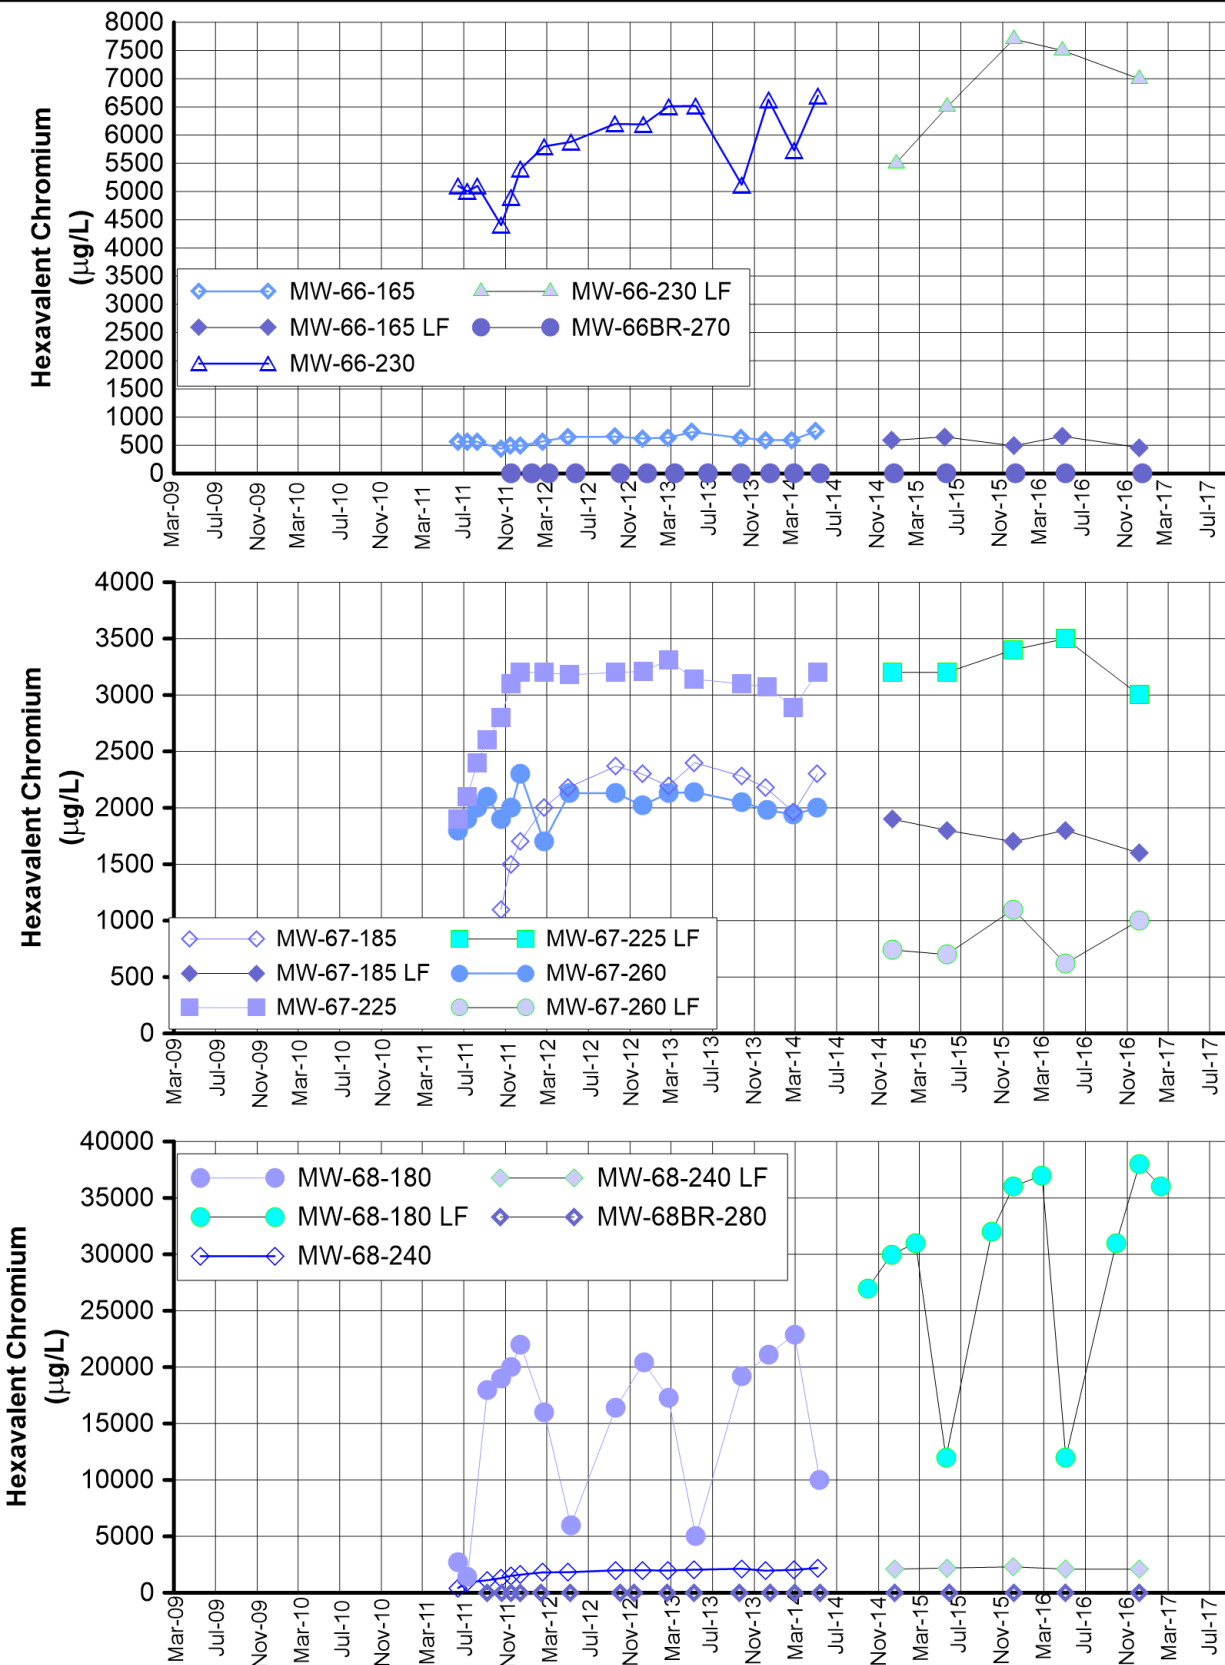 8000
7500
7000
6500
6000
5500
5000
4500
4000
3500
3000
2500
2000
1500
1000
500
0
Hexavalent Chromium
(µg/L)
MW-66-165
MW-66-230 LF
MW-66-165 LF
MW-66BR-270
MW-66-230
Mar-09
Jul-09
Nov-09
Mar-10
Jul-10
Nov-10
Mar-11
Jul-11
Nov-11
Mar-12
Jul-12
Nov-12
Mar-13
Jul-13
Nov-13
Mar-14
Jul-14
Nov-14
Mar-15
Jul-15
Nov-15
Mar-16
Jul-16
Nov-16
Mar-17
Jul-17
4000
3500
3000
2500
2000
1500
1000
500
0
Hexavalent Chromium
(µg/L)
MW-67-185
MW-67-225 LF
MW-67-185 LF
MW-67-260
MW-67-225
MW-67-260 LF
Mar-09
Jul-09
Nov-09
Mar-10
Jul-10
Nov-10
Mar-11
Jul-11
Nov-11
Mar-12
Jul-12
Nov-12
Mar-13
Jul-13
Nov-13
Mar-14
Jul-14
Nov-14
Mar-15
Jul-15
Nov-15
Mar-16
Jul-16
Nov-16
Mar-17
Jul-17
40000
35000
30000
25000
20000
15000
10000
5000
0
Hexavalent Chromium
(µg/L)
MW-68-180
MW-68-240 LF
MW-68-180 LF
MW-68BR-280
MW-68-240
Mar-09
Jul-09
Nov-09
Mar-10
Jul-10
Nov-10
Mar-11
Jul-11
Nov-11
Mar-12
Jul-12
Nov-12
Mar-13
Jul-13
Nov-13
Mar-14
Jul-14
Nov-14
Mar-15
Jul-15
Nov-15
Mar-16
Jul-16
Nov-16
Mar-17
Jul-17